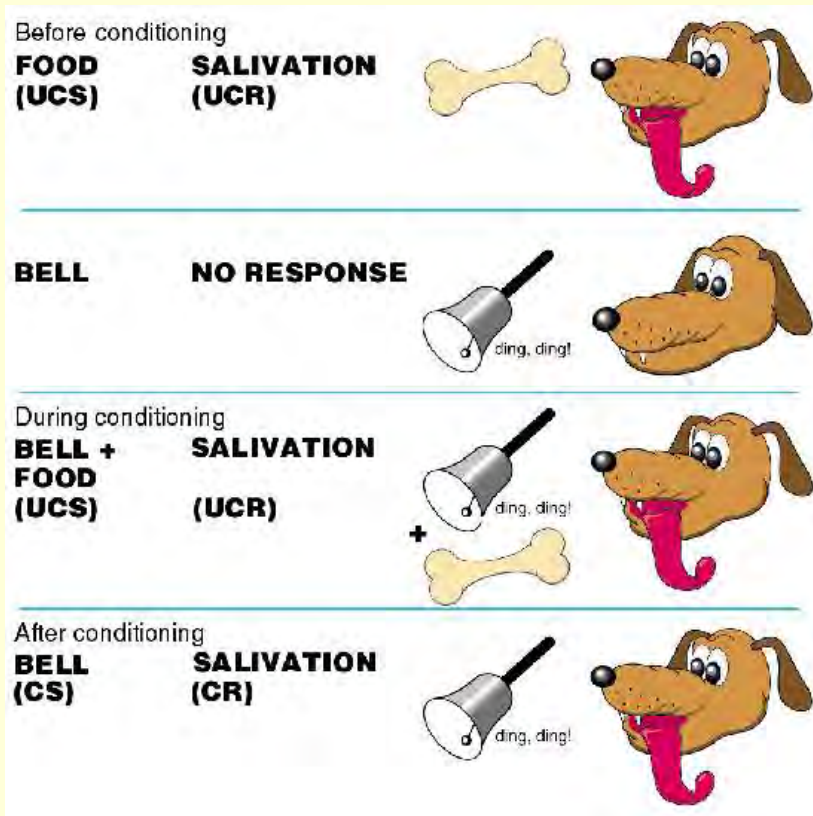 Before conditioning
FOOD SALIVATION
(UCS) (UCR)
BELL NO RESPONSE
ding, ding!
During conditioning
BELL + SALIVATION
FOOD
(UCS) (UCR)
ding, ding!
+
After conditioning
BELL SALIVATION
(CS) (CR)
ding, ding!